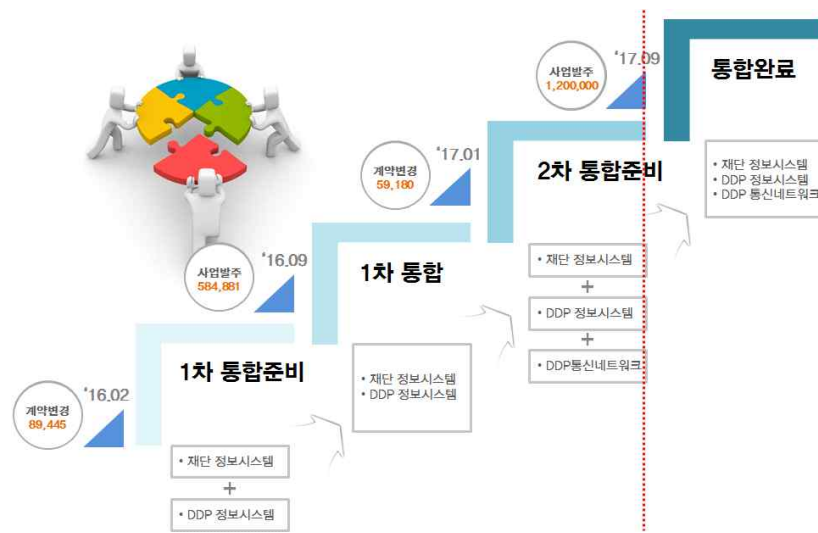 사업발주
1,200,000
'17.09
통합완료
• 재단 정보시스템
• DDP 정보시스템
• DDP 통신네트워크
계약변경
59,180
'17.01
2차 통합준비
• 재단 정보시스템
+
• DDP 정보시스템
+
• DDP통신네트워크
사업발주
584,881
'16.09
1차 통합
• 재단 정보시스템
• DDP 정보시스템
계약변경
89,445
'16.02
1차 통합준비
• 재단 정보시스템
+
• DDP 정보시스템